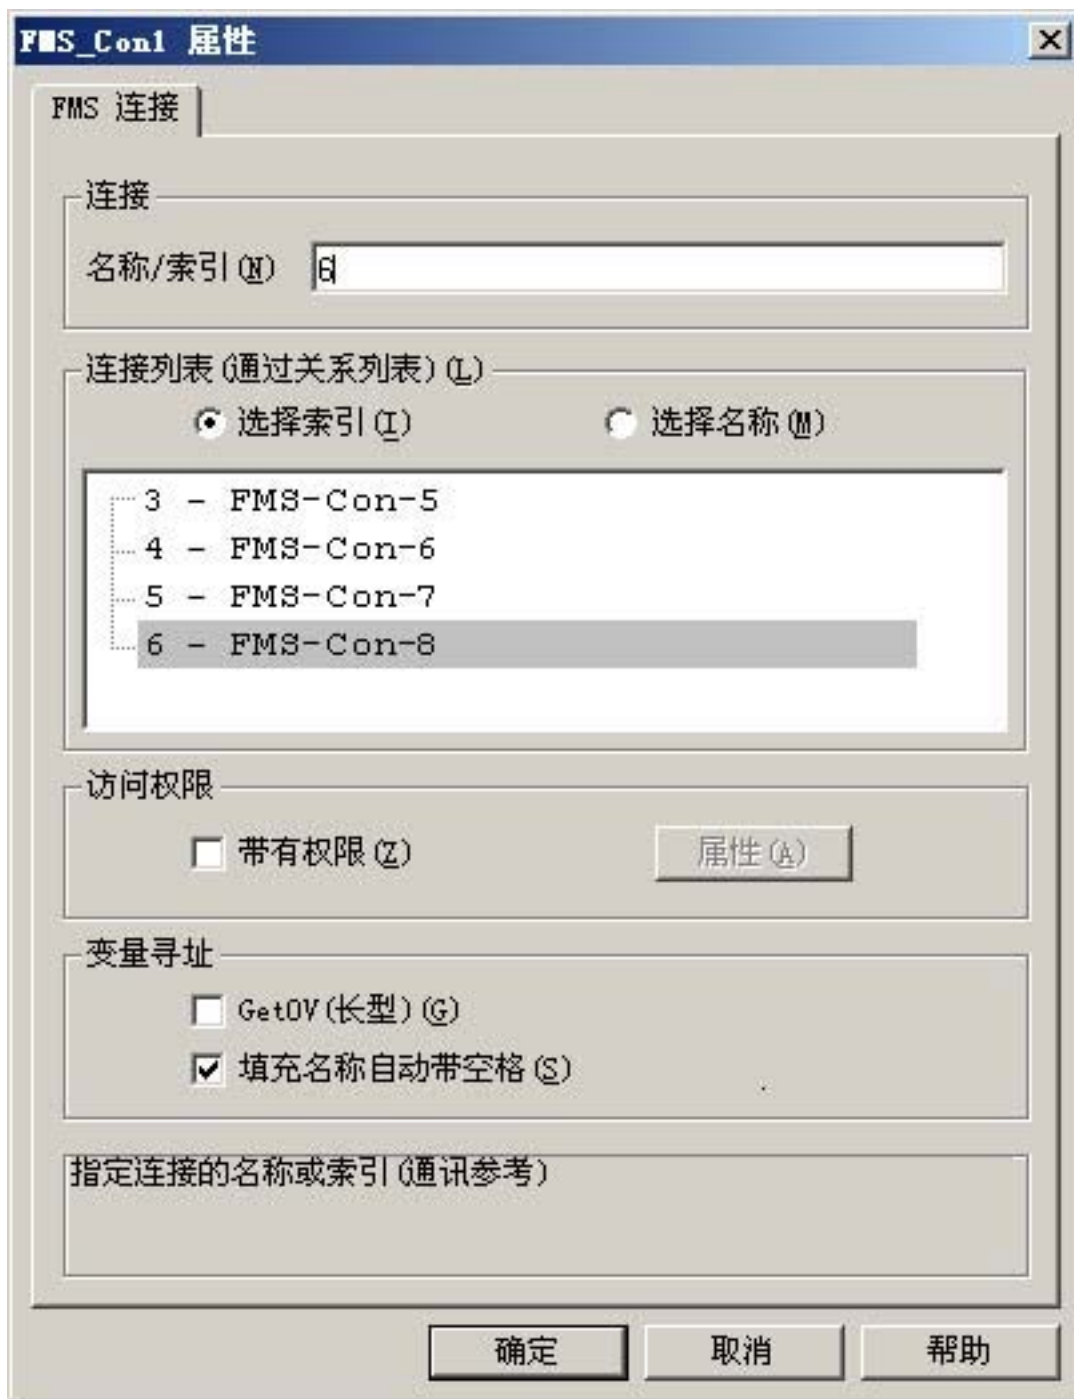 FMS_Con1 属性
FMS 连接
连接
名称/索引(N) 6
连接列表(通过关系列表)(L)
选择索引(I) 选择名称(M)
3 - FMS-Con-5
4 - FMS-Con-6
5 - FMS-Con-7
6 - FMS-Con-8
访问权限
带有权限(Z) 属性(A)
变量寻址
GetOV(长型)(G)
填充名称自动带空格(S)
指定连接的名称或索引(通讯参考)
确定 取消 帮助